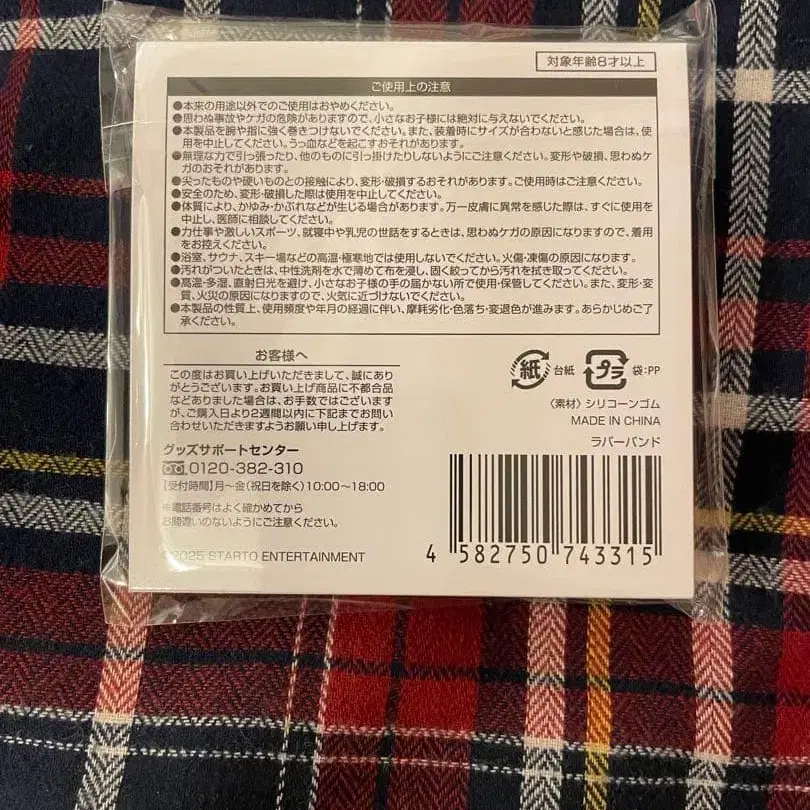 対象年齢8才以上
ご使用上の注意
●本来の用途以外でのご使用はおやめください。
●思わぬ事故やケガの危険がありますので、小さなお子様には絶対に与えないでください。
●本製品を腕や指に強く巻きつけないでください。また、装着時にサイズが合わないと感じた場合は、使
用を中止してください。うっ血などを起こすおそれがあります。
●無理な力で引っ張ったり、他のものに引っ掛けたりしないようにご注意ください。変形や破損、思わぬケ
ガのおそれがあります。
●尖ったものや硬いものとの接触により、変形・破損するおそれがあります。ご使用時はご注意ください。
●安全のため、変形・破損した際は使用を中止してください。
●体質により、かゆみ・かぶれなどが生じる場合があります。万一皮膚に異常を感じた際は、すぐに使用を
中止し、医師に相談してください。
●力仕事や激しいスポーツ、就寝中や乳児の世話をするときは、思わぬケガの原因になりますので、着用
をお控えください。
●浴室、サウナ、スキー場などの高温・極寒地では使用しないでください。火傷・凍傷の原因になります。
●汚れがついたときは、中性洗剤を水で薄めて布を浸し、固く絞ってから汚れを拭き取ってください。
●高温・多湿、直射日光を避け、小さなお子様の手の届かない所で使用・保管してください。また、変形・変
質、火災の原因になりますので、火気に近づけないでください。
●本製品の性質上、使用頻度や年月の経過に伴い、摩耗劣化・色落ち・変退色が進みます。あらかじめご了
承ください。
お客様へ
この度はお買い上げいただきまして、誠にあり
がとうございます。お買い上げ商品に不都合品
などありました場合は、お手数ではございます
が、ご購入日より2週間以内に下記までお問い
合わせいただきますようお願い申し上げます。
グッズサポートセンター
0120-382-310
【受付時間】月〜金(祝日を除く)10:00〜18:00
※電話番号はよく確かめてから
お間違いのないようにご注意ください。
© 2025 STARTO ENTERTAINMENT
紙 台紙 プラ 袋:PP
〈素材〉シリコーンゴム
MADE IN CHINA
ラバーバンド
4 582750 743315